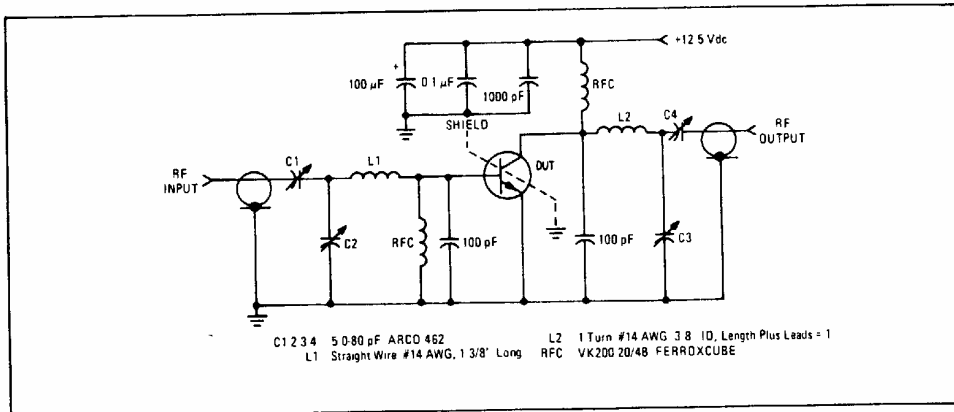 +12 5 Vdc
+
100 µF
0 1 µF
1000 pF
RFC
SHIELD
L2
C4
RF
OUTPUT
C1
L1
DUT
RF
INPUT
C2
RFC
100 pF
100 pF
C3
C1 2 3 4 5 0-80 pF ARCO 462
L2 1 Turn #14 AWG 3 8 ID, Length Plus Leads = 1
L1 Straight Wire #14 AWG, 1 3/8' Long
RFC VK200 20/4B FERROXCUBE